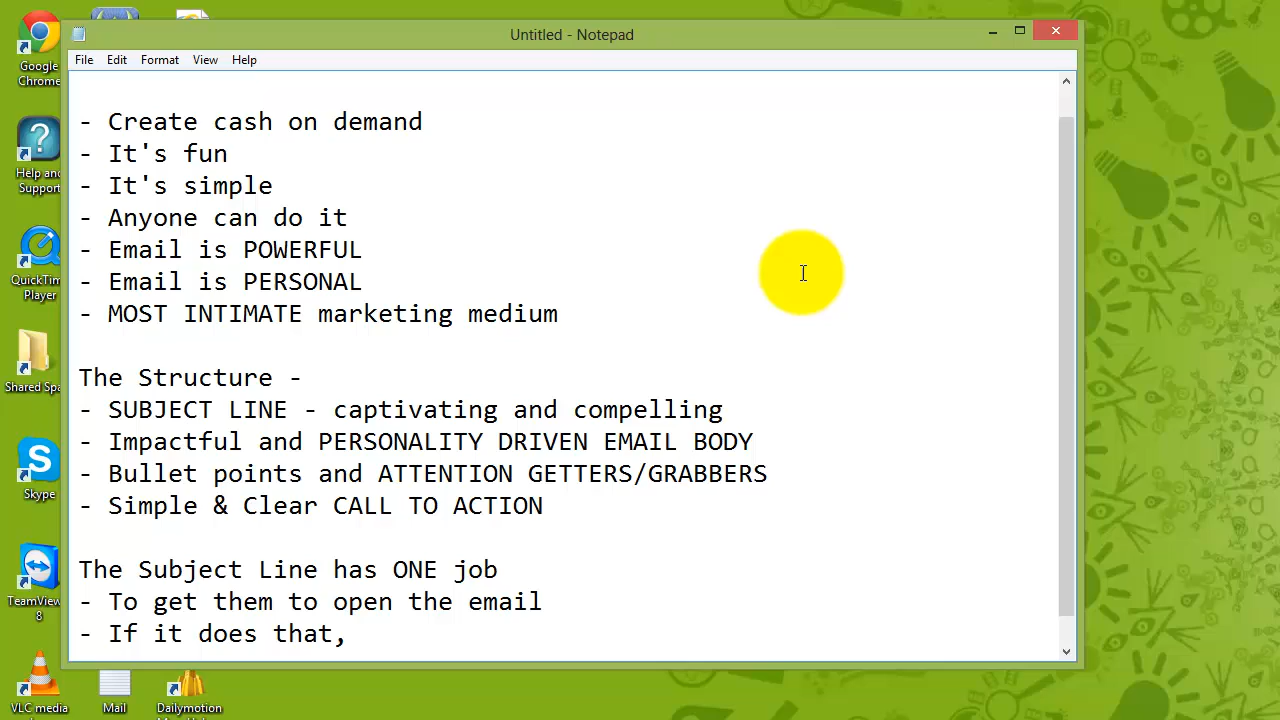 Untitled - Notepad
File Edit Format View Help
- Create cash on demand
- It's fun
- It's simple
- Anyone can do it
- Email is POWERFUL
- Email is PERSONAL
- MOST INTIMATE marketing medium
The Structure -
- SUBJECT LINE - captivating and compelling
- Impactful and PERSONALITY DRIVEN EMAIL BODY
- Bullet points and ATTENTION GETTERS/GRABBERS
- Simple & Clear CALL TO ACTION
The Subject Line has ONE job
- To get them to open the email
- If it does that,
Google
Chrome
Help and
Support
QuickTim
Player
Shared Spa
Skype
TeamView
8
VLC media
Mail
Dailymotion